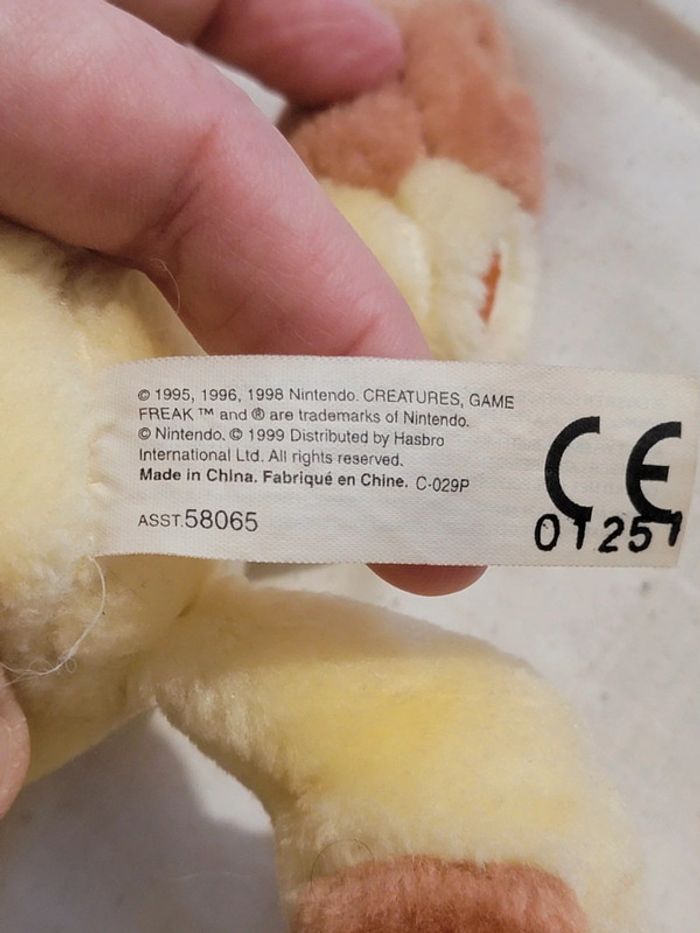 © 1995, 1996, 1998 Nintendo. CREATURES, GAME
FREAK ™ and ® are trademarks of Nintendo.
© Nintendo. © 1999 Distributed by Hasbro
International Ltd. All rights reserved.
Made in China. Fabriqué en Chine. C-029P
ASST.58065
CE
01251